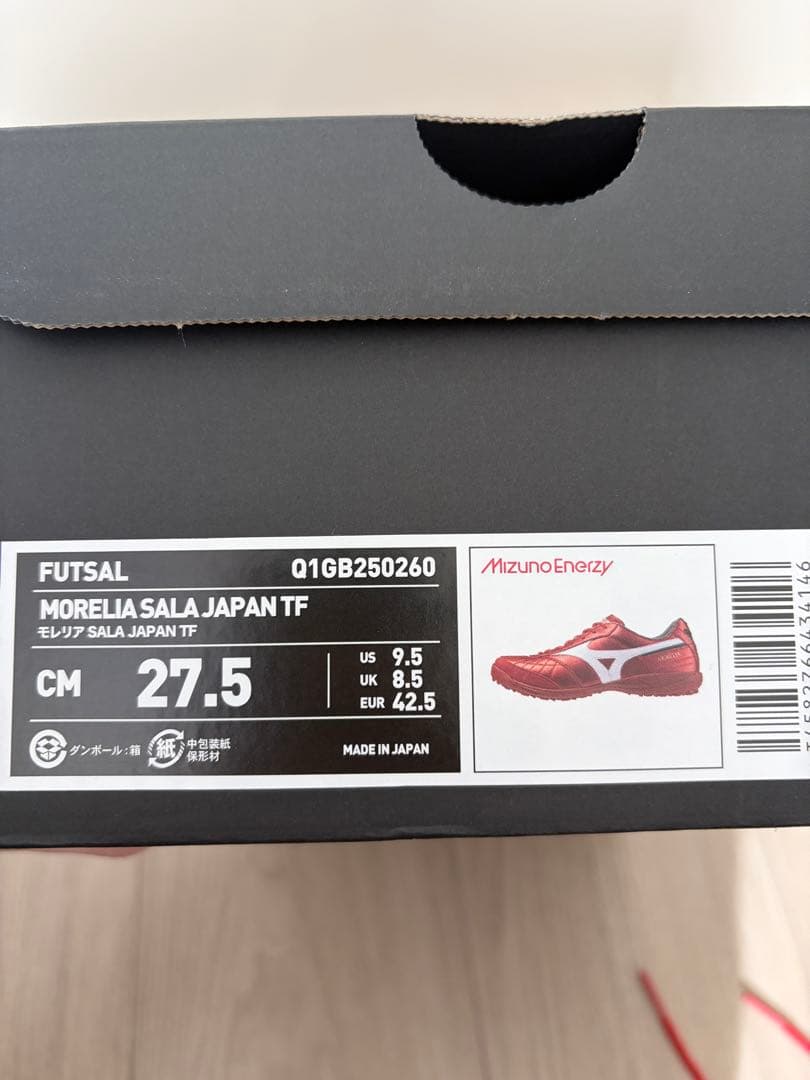 FUTSAL Q1GB250260
MORELIA SALA JAPAN TF
モレリア SALA JAPAN TF
CM 27.5
US 9.5
UK 8.5
EUR 42.5
ダンボール：箱
紙
中包装紙
保形材
MADE IN JAPAN
MizunoEnerzy